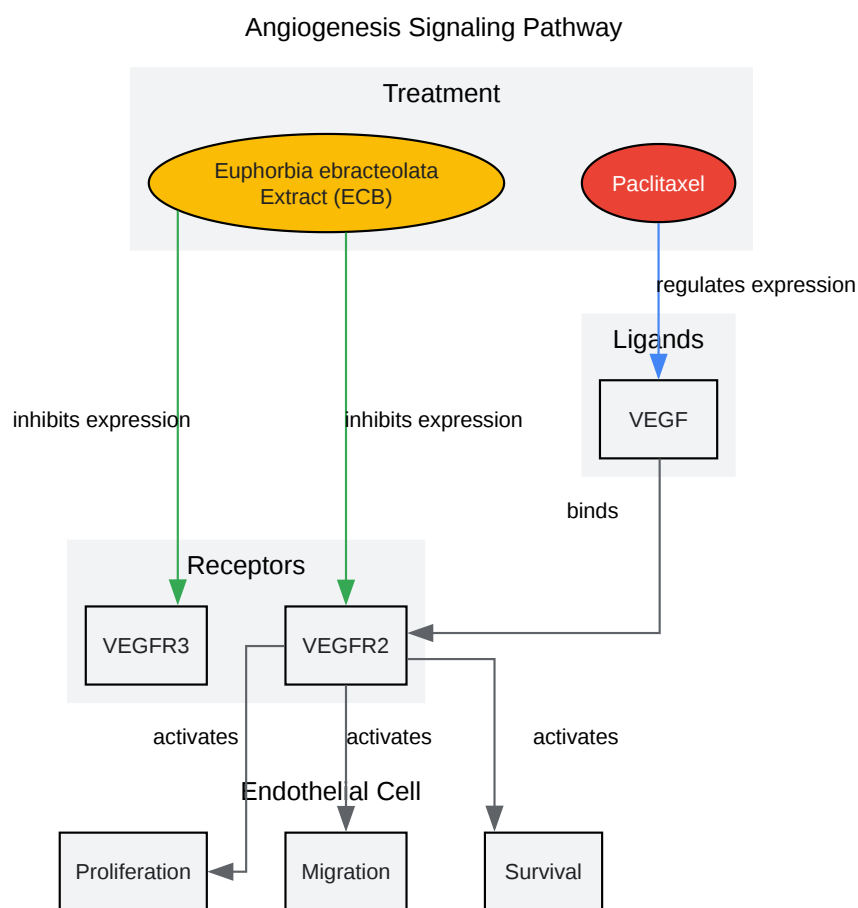 Angiogenesis Signaling Pathway
Treatment
Euphorbia ebracteolata
Extract (ECB)
Paclitaxel
regulates expression
Ligands
inhibits expression
inhibits expression
VEGF
binds
Receptors
VEGFR3
VEGFR2
activates
activates
activates
Endothelial Cell
Proliferation
Migration
Survival